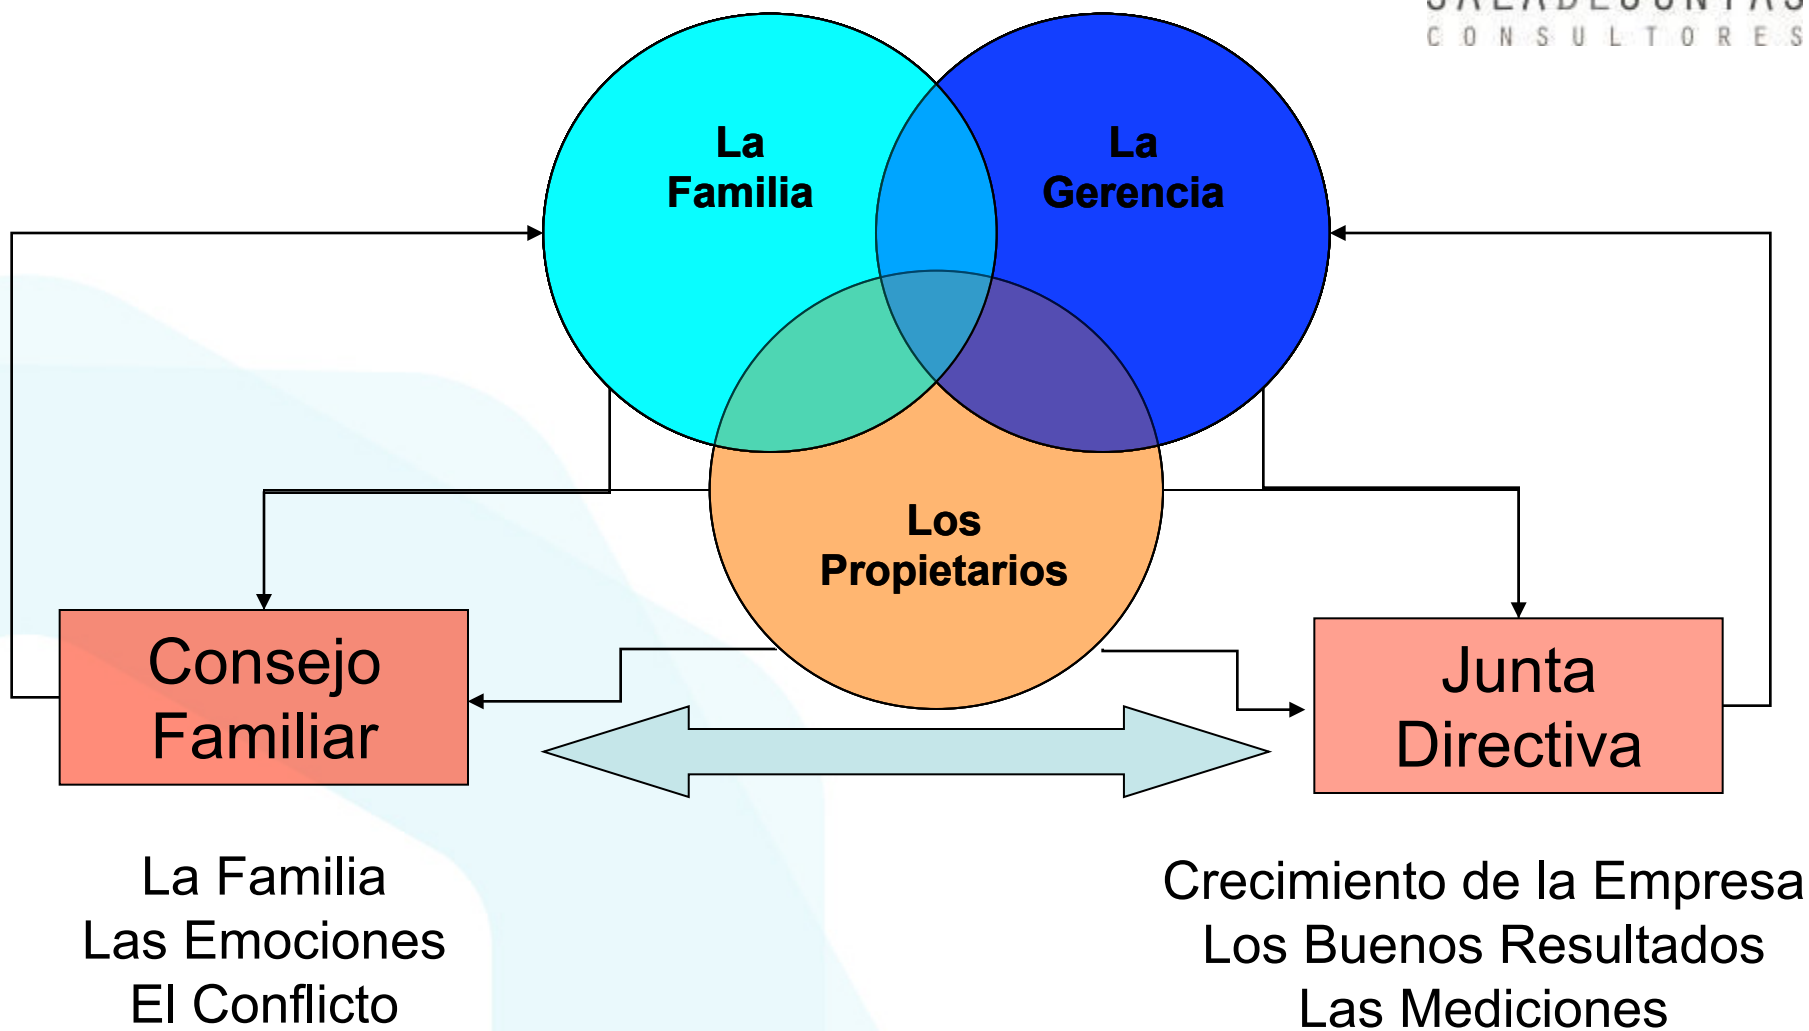 CONSULTORES
La
Familia
La
Gerencia
Los
Propietarios
Consejo
Familiar
Junta
Directiva
La Familia
Las Emociones
El Conflicto
Crecimiento de la Empresa
Los Buenos Resultados
Las Mediciones